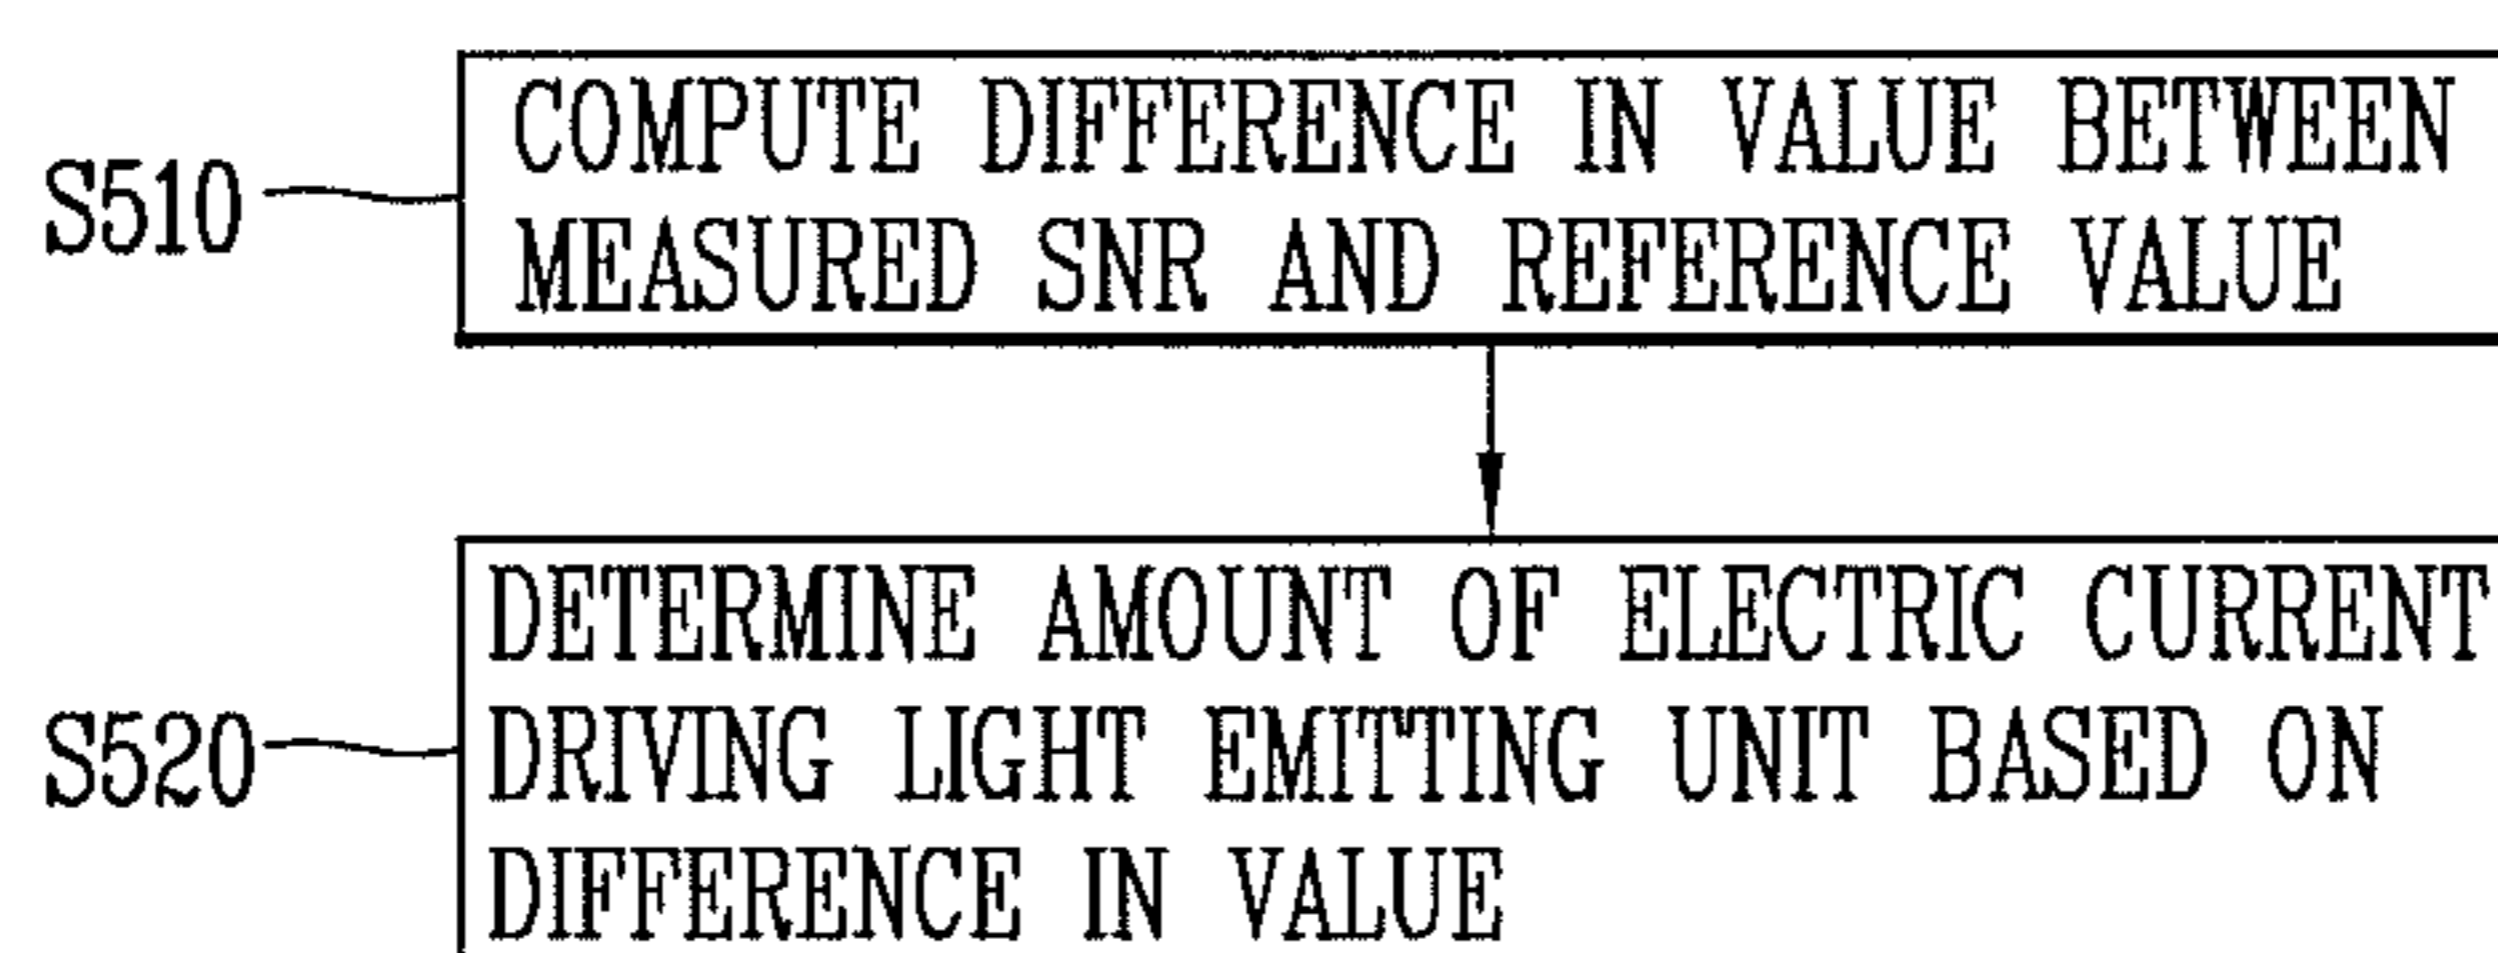 S510
COMPUTE DIFFERENCE IN VALUE BETWEEN
MEASURED SNR AND REFERENCE VALUE
S520
DETERMINE AMOUNT OF ELECTRIC CURRENT
DRIVING LIGHT EMITTING UNIT BASED ON
DIFFERENCE IN VALUE